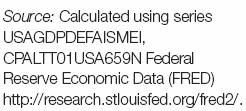 Source: Calculated using series
USAGDPDEFAISMEI,
CPALTT01USA659N Federal
Reserve Economic Data (FRED)
http://research.stlouisfed.org/fred2/.